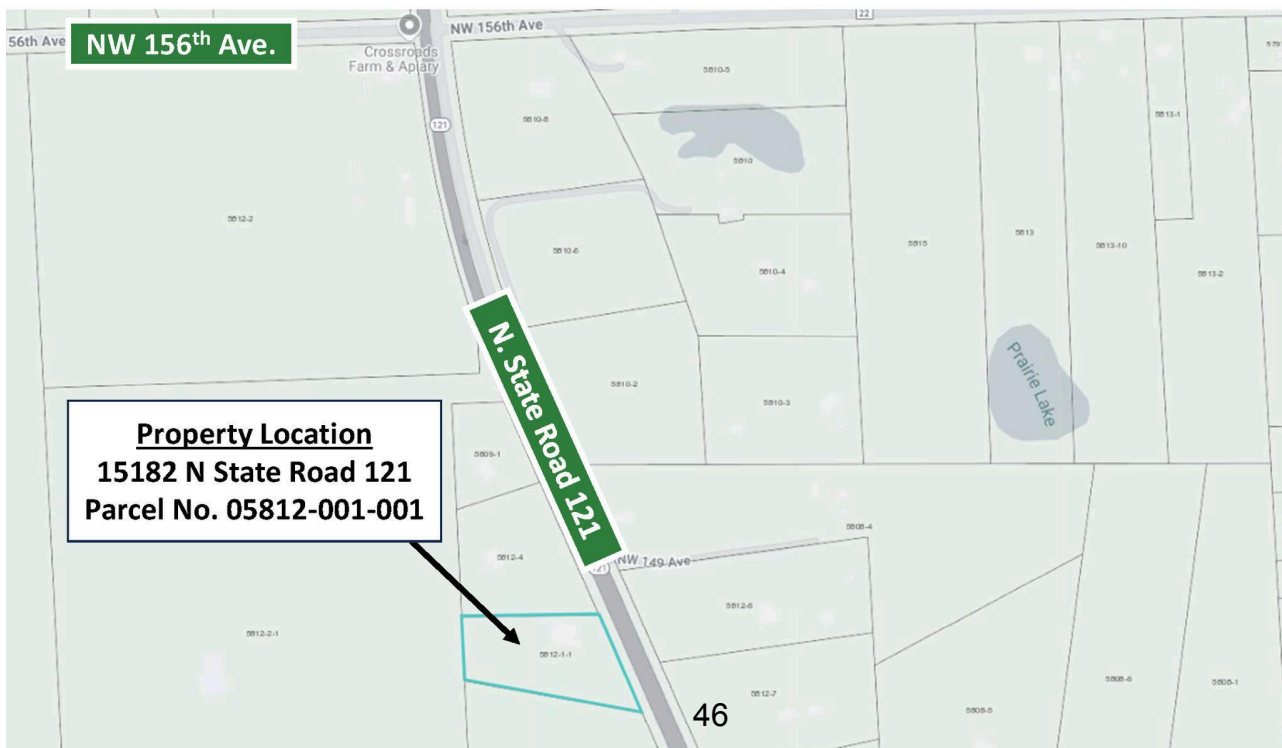 22
56th Ave
NW 156th Ave.
NW 156th Ave
Crossroads
Farm & Apiary
579
5810-5
121
5810-8
5813-1
5810
5812-2
5815
5813
5813-10
5810-6
5810-4
5813-2
N. State Road 121
Prairie Lake
5810-2
5810-3
Property Location
15182 N State Road 121
Parcel No. 05812-001-001
5809-1
5808-4
5812-4
121
NW 149 Ave
5812-6
5812-2-1
5812-1-1
5812-7
5808-6
5808-1
5808-5
46